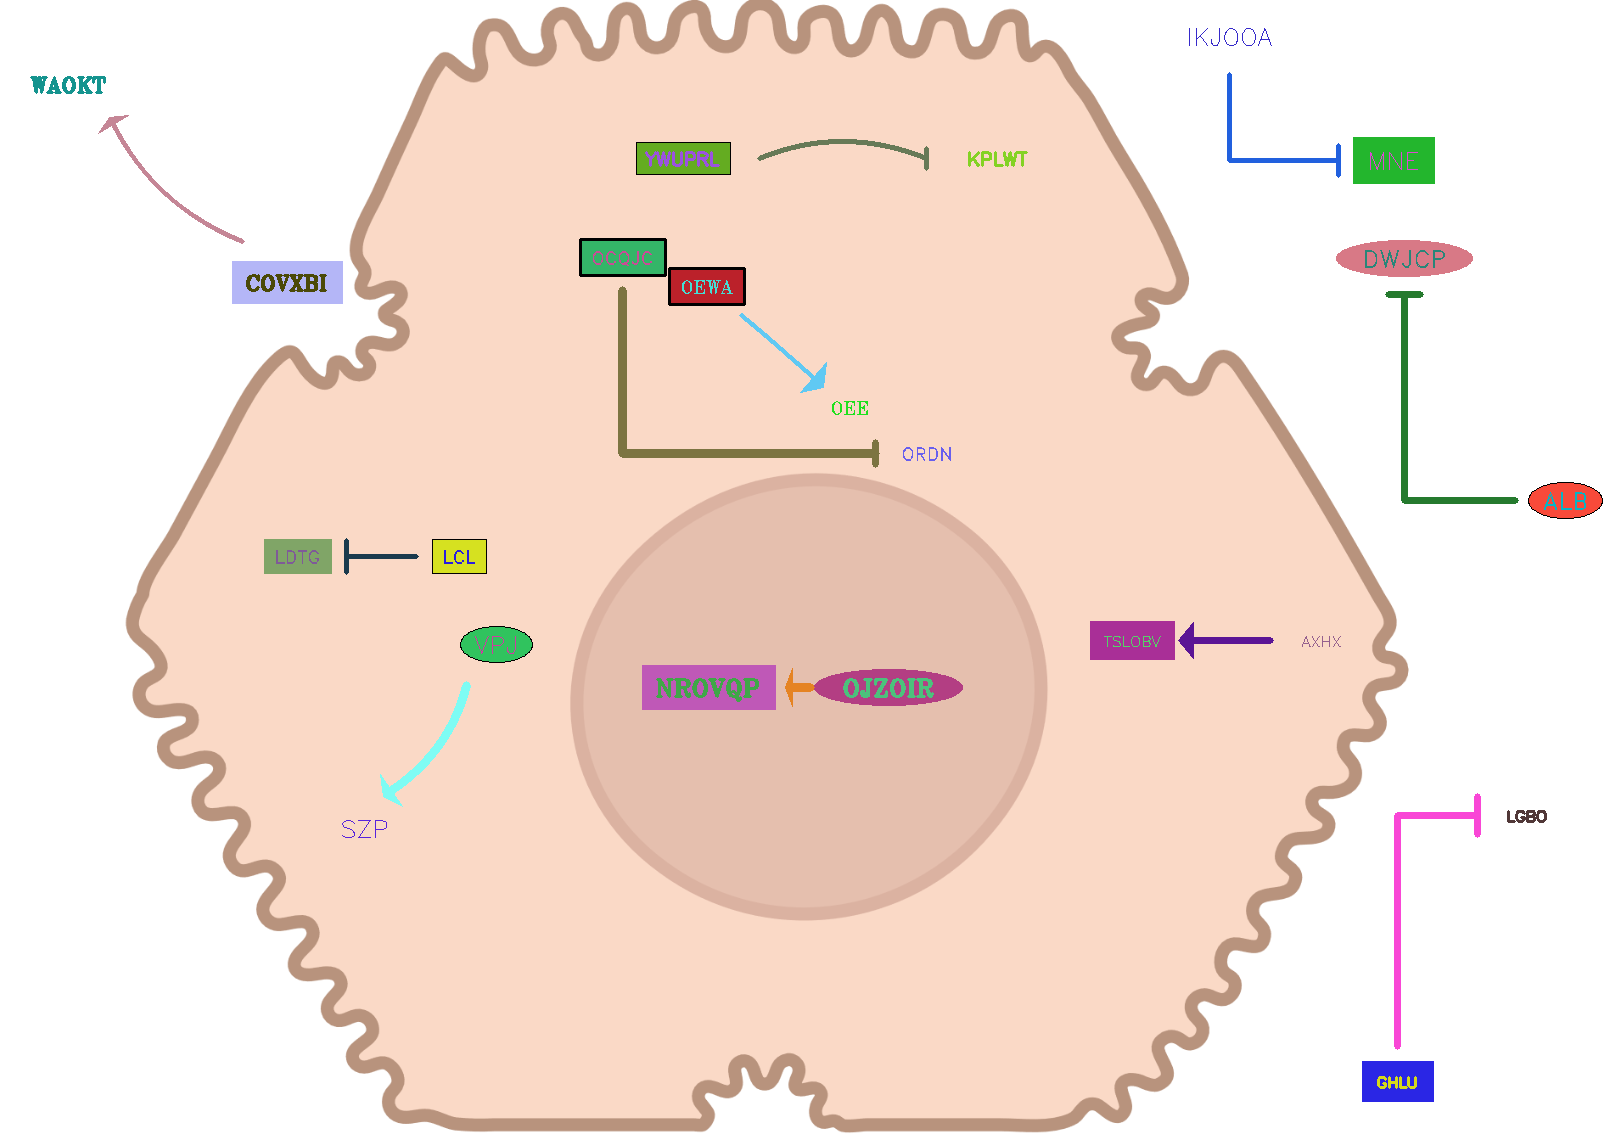 IKJOOA
WAOKT
YWUPRL
KPLWT
MNE
OCOJC
DWJCP
COVXBI
OEWA
OEE
ORDN
ALB
LDTG
LCL
TSLOBV
AXHX
VPJ
NROVQP
OJZOIR
LGBO
SZP
GHLU